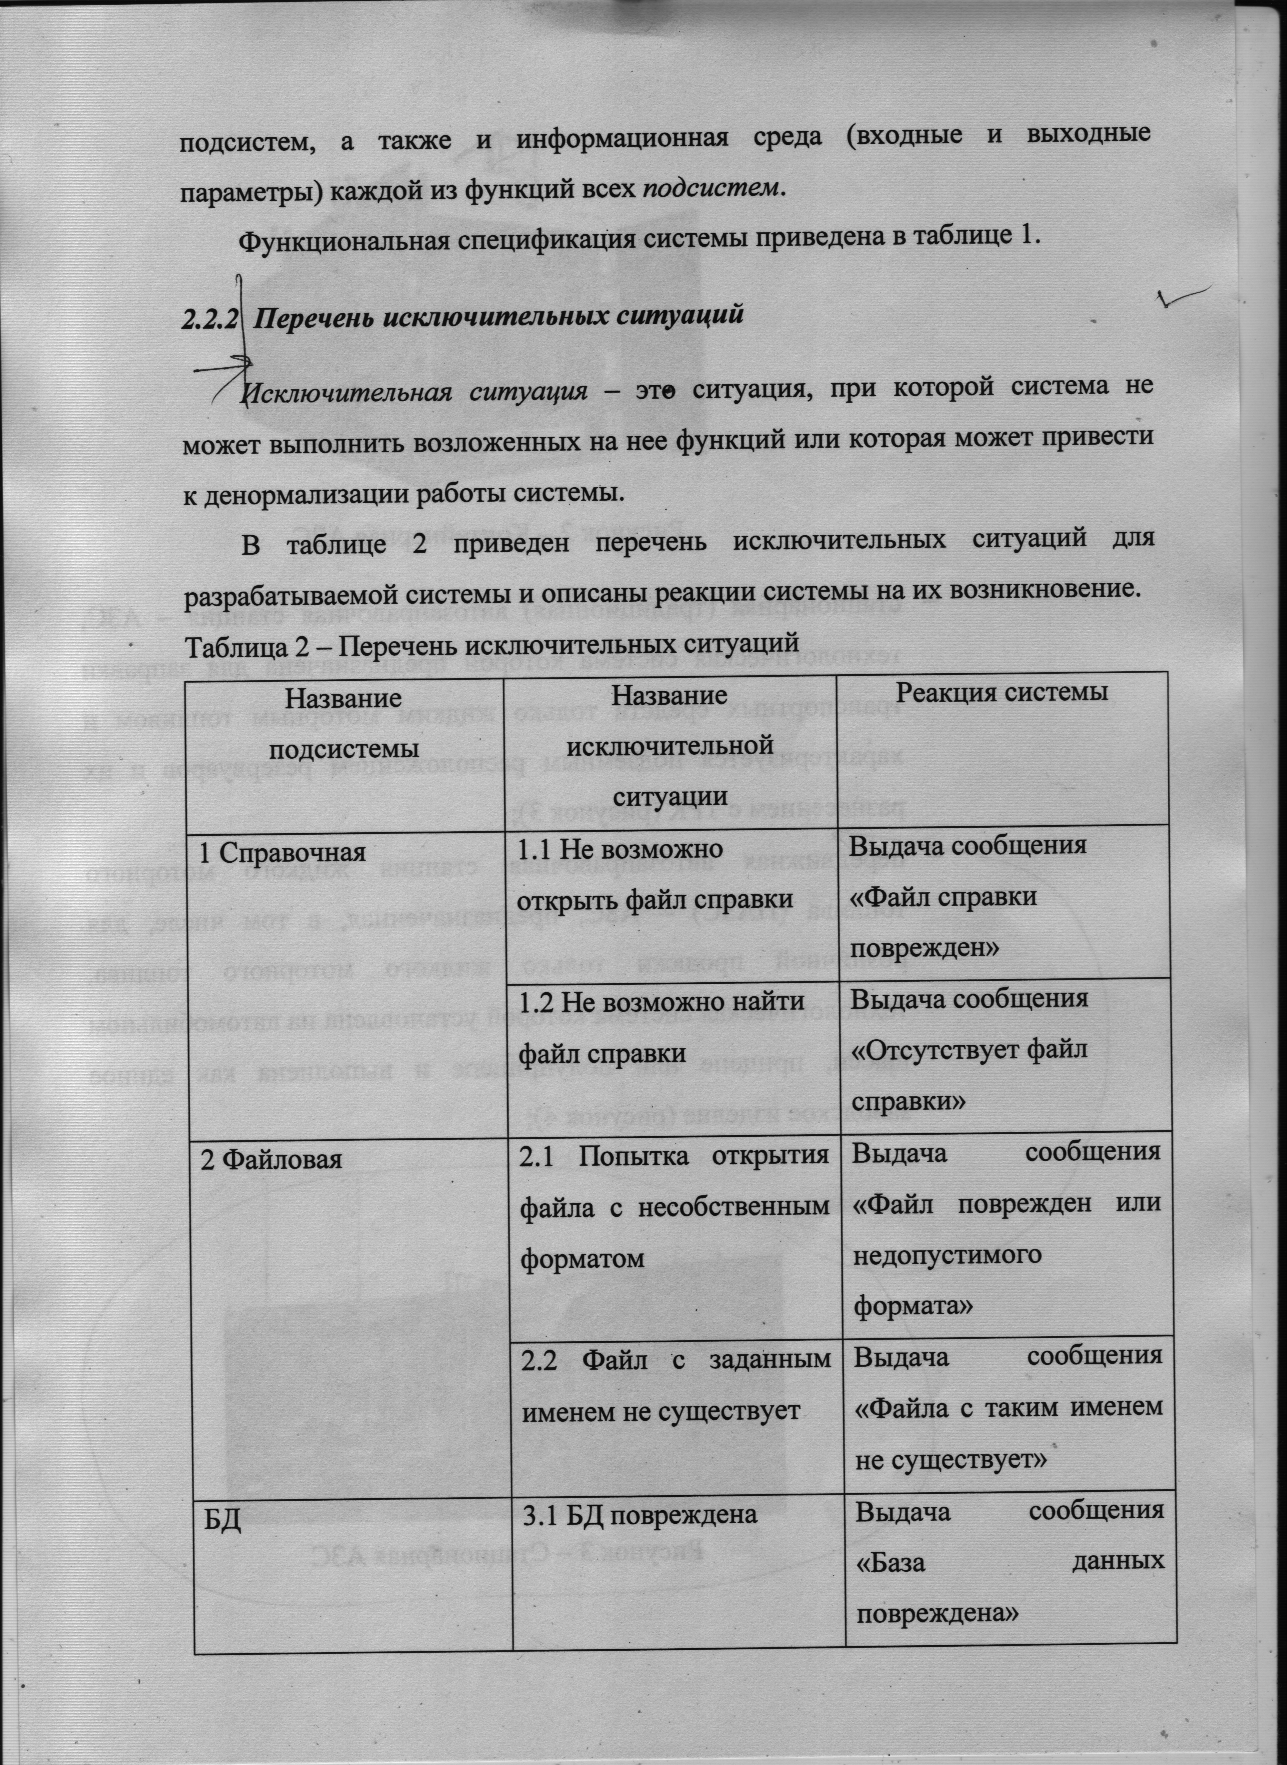 подсистем, а также и информационная среда (входные и выходные
параметры) каждой из функций всех подсистем.
Функциональная спецификация системы приведена в таблице 1.
2.2.2 Перечень исключительных ситуаций
Исключительная ситуация – это ситуация, при которой система не
может выполнить возложенных на нее функций или которая может привести
к денормализации работы системы.
В таблице 2 приведен перечень исключительных ситуаций для
разрабатываемой системы и описаны реакции системы на их возникновение.
Таблица 2 – Перечень исключительных ситуаций
Название
подсистемы
Название
исключительной
ситуации
Реакция системы
1 Справочная
1.1 Не возможно
открыть файл справки
Выдача сообщения
«Файл справки
поврежден»
1.2 Не возможно найти
файл справки
Выдача сообщения
«Отсутствует файл
справки»
2 Файловая
2.1 Попытка открытия
файла с несобственным
форматом
Выдача сообщения
«Файл поврежден или
недопустимого
формата»
2.2 Файл с заданным
именем не существует
Выдача сообщения
«Файла с таким именем
не существует»
БД
3.1 БД повреждена
Выдача сообщения
«База данных
повреждена»